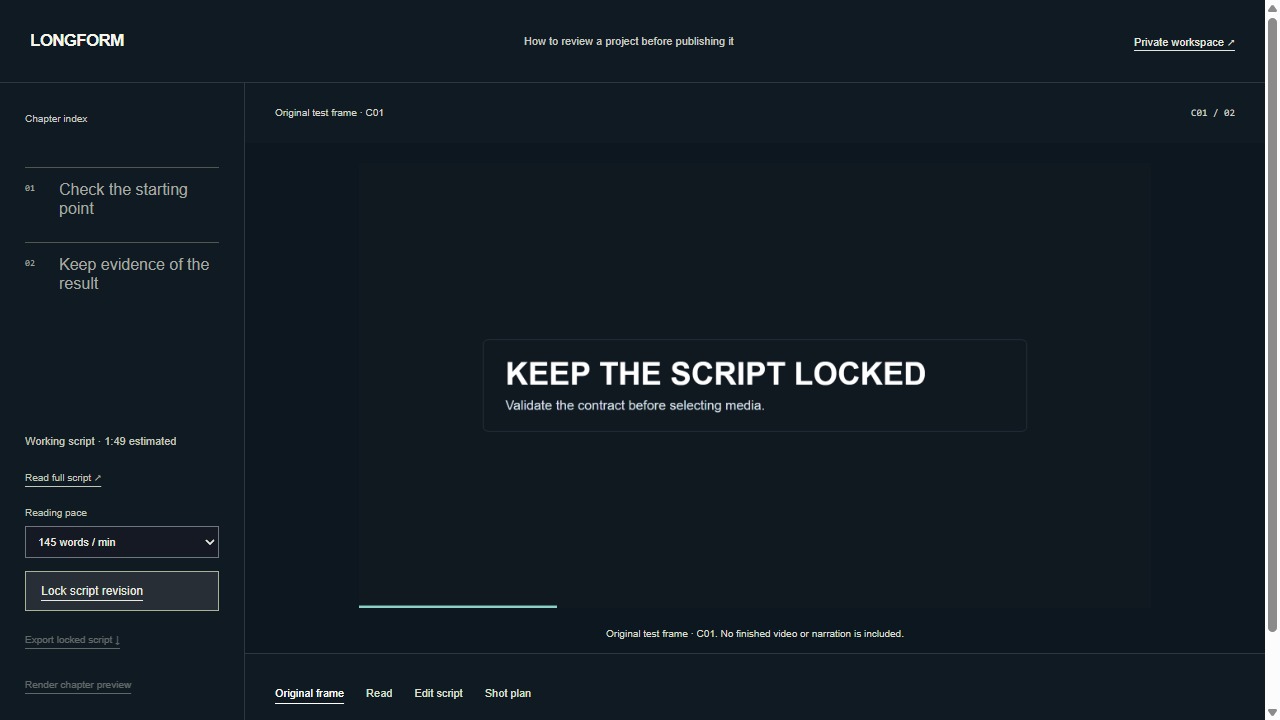 LONGFORM
How to review a project before publishing it
Private workspace ↗
Chapter index
01
Check the starting
point
02
Keep evidence of the
result
Working script · 1:49 estimated
Read full script ↗
Reading pace
145 words / min
Lock script revision
Export locked script ↓
Render chapter preview
Original test frame · C01
C01 / 02
KEEP THE SCRIPT LOCKED
Validate the contract before selecting media.
Original test frame · C01. No finished video or narration is included.
Original frame
Read
Edit script
Shot plan